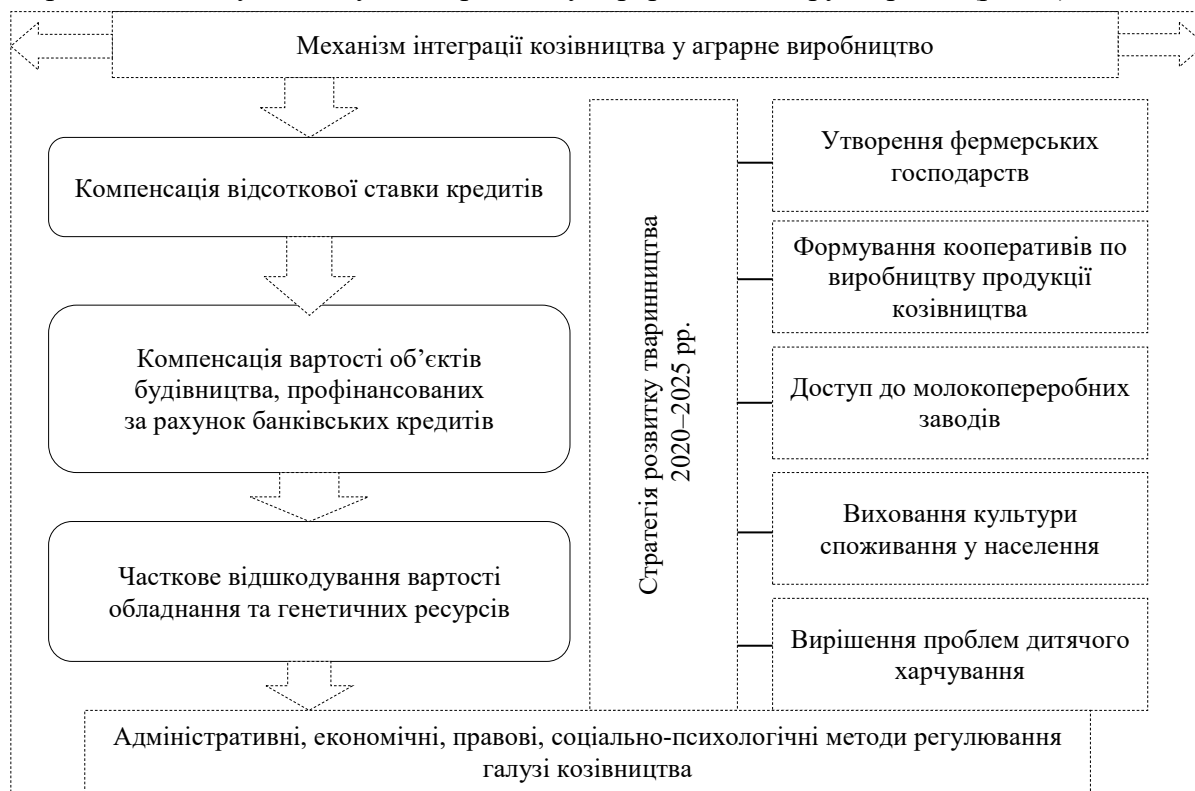 Механізм інтеграції козівництва у аграрне виробництво
Компенсація відсоткової ставки кредитів
Компенсація вартості об’єктів
будівництва, профінансованих
за рахунок банківських кредитів
Часткове відшкодування вартості
обладнання та генетичних ресурсів
Стратегія розвитку тваринництва
2020–2025 рр.
Утворення фермерських
господарств
Формування кооперативів по
виробництву продукції
козівництва
Доступ до молокопереробних
заводів
Виховання культури
споживання у населення
Вирішення проблем дитячого
харчування
Адміністративні, економічні, правові, соціально-психологічні методи регулювання
галузі козівництва